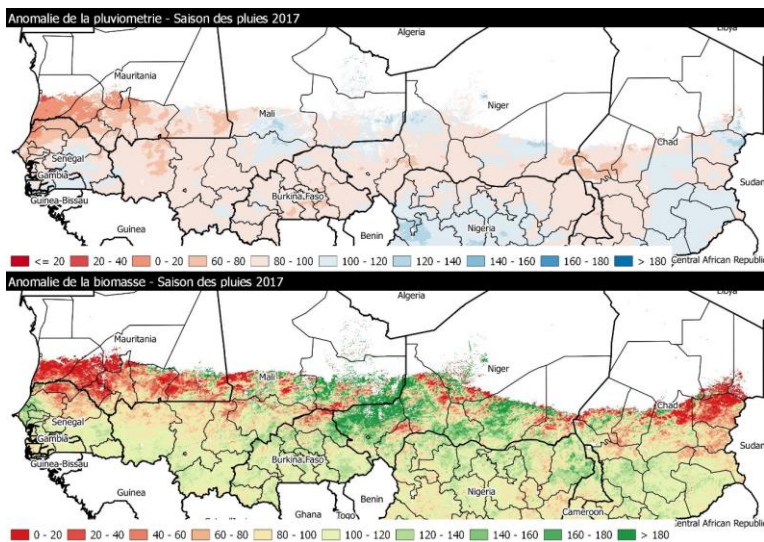 Anomalie de la pluviometrie - Saison des pluies 2017
Algeria
Libya
Mauritania
Mali
Niger
Chad
Senegal
Gambia
Sudan
Guinea-Bissau
Burkina Faso
Guinea
Benin
Nigeria
<= 20 20 - 40 0 - 20 60 - 80 80 - 100 100 - 120 120 - 140 140 - 160 160 - 180 > 180
Central African Republic
Anomalie de la biomasse - Saison des pluies 2017
Algeria
Libya
Mauritania
Niger
Mali
Chad
Senegal
Gambia
Sudan
Guinea-Bissau
Burkina Faso
Guinea
Benin
Nigeria
Ghana
Togo
Cameroon
Central African Republic
0 - 20 20 - 40 40 - 60 60 - 80 80 - 100 100 - 120 120 - 140 140 - 160 160 - 180 > 180